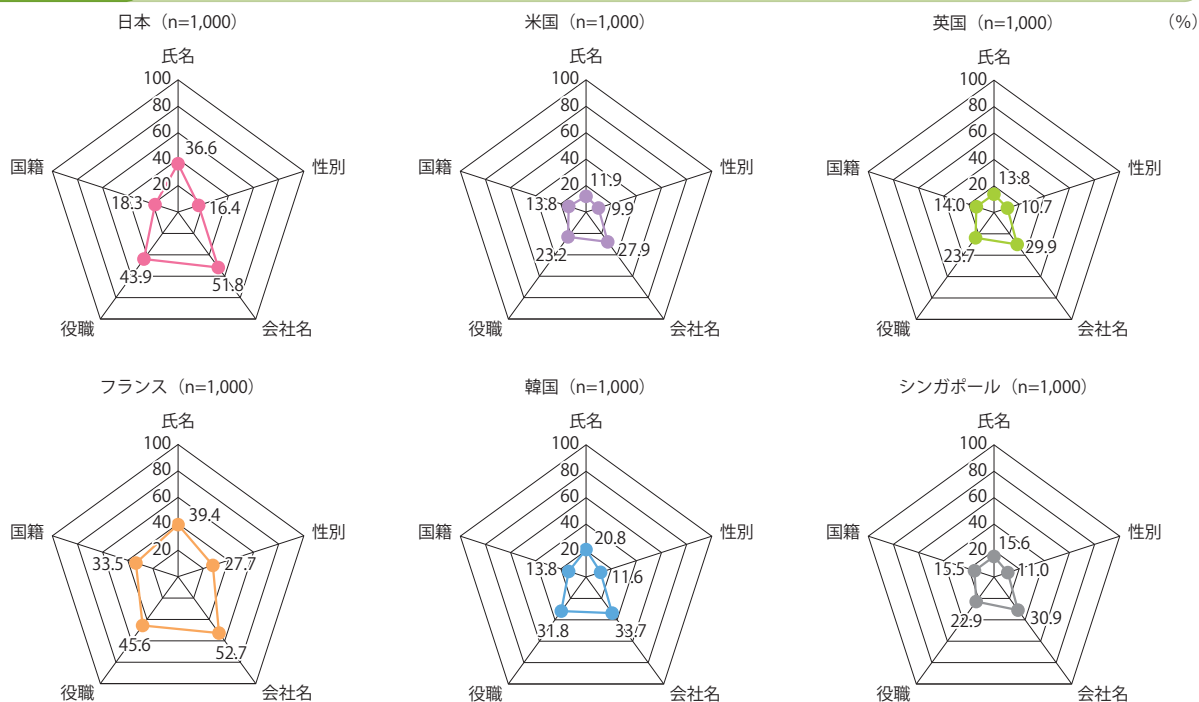 日本（n=1,000）
氏名
100
80
60
40
20
36.6
国籍
性別
18.3
16.4
43.9
51.8
役職
会社名
米国（n=1,000）
氏名
100
80
60
40
20
11.9
国籍
性別
13.8
9.9
23.2
27.9
役職
会社名
英国（n=1,000）
（%）
氏名
100
80
60
40
20
13.8
国籍
性別
14.0
10.7
23.7
29.9
役職
会社名
フランス（n=1,000）
氏名
100
80
60
40
20
39.4
国籍
性別
33.5
27.7
45.6
52.7
役職
会社名
韓国（n=1,000）
氏名
100
80
60
40
20
20.8
国籍
性別
13.8
11.6
31.8
33.7
役職
会社名
シンガポール（n=1,000）
氏名
100
80
60
40
20
15.6
国籍
性別
15.5
11.0
22.9
30.9
役職
会社名